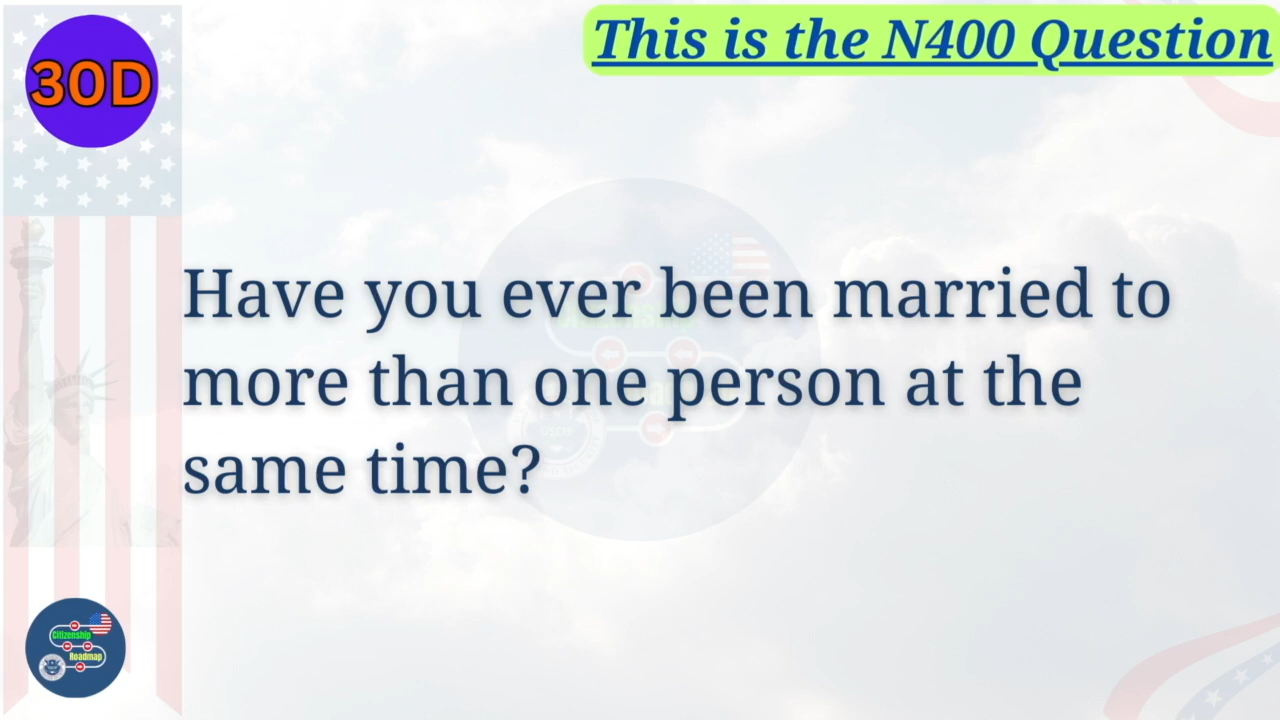 30D
This is the N400 Question
Have you ever been married to
more than one person at the
same time?
Citizenship
Roadmap